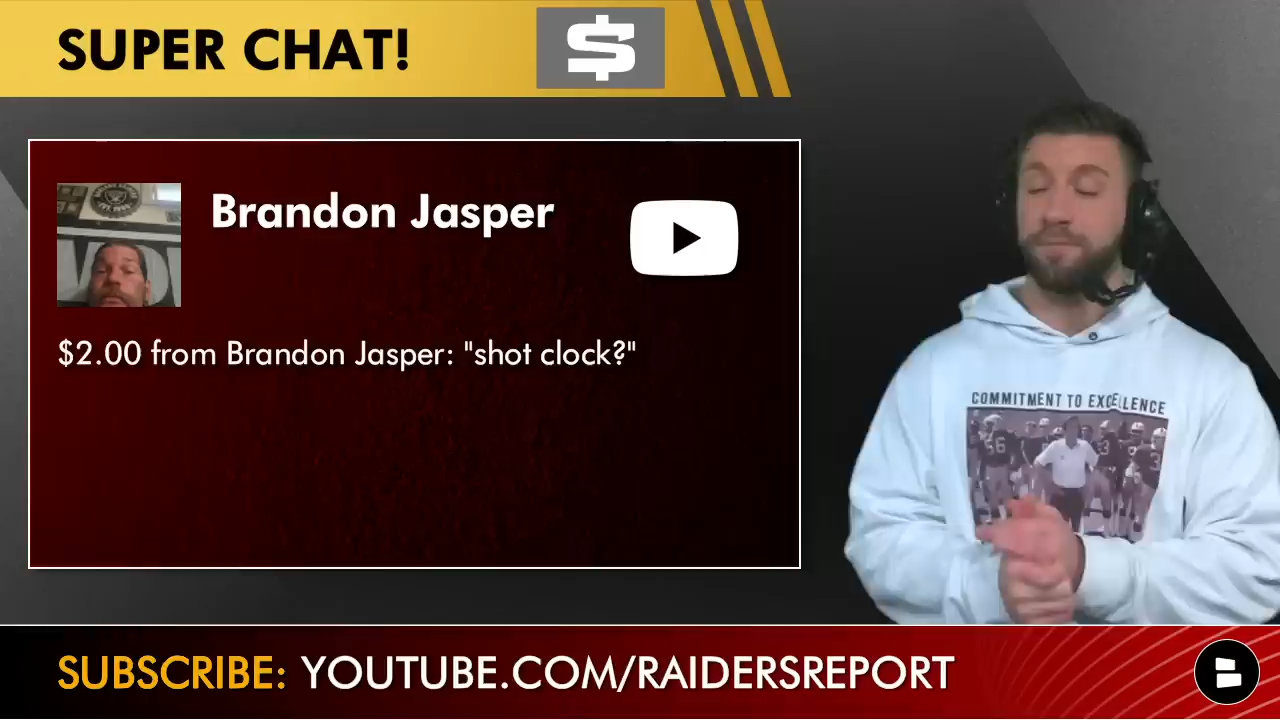 SUPER CHAT!
$
Brandon Jasper
$2.00 from Brandon Jasper: "shot clock?"
COMMITMENT TO EXCELLENCE
SUBSCRIBE: YOUTUBE.COM/RAIDERSREPORT